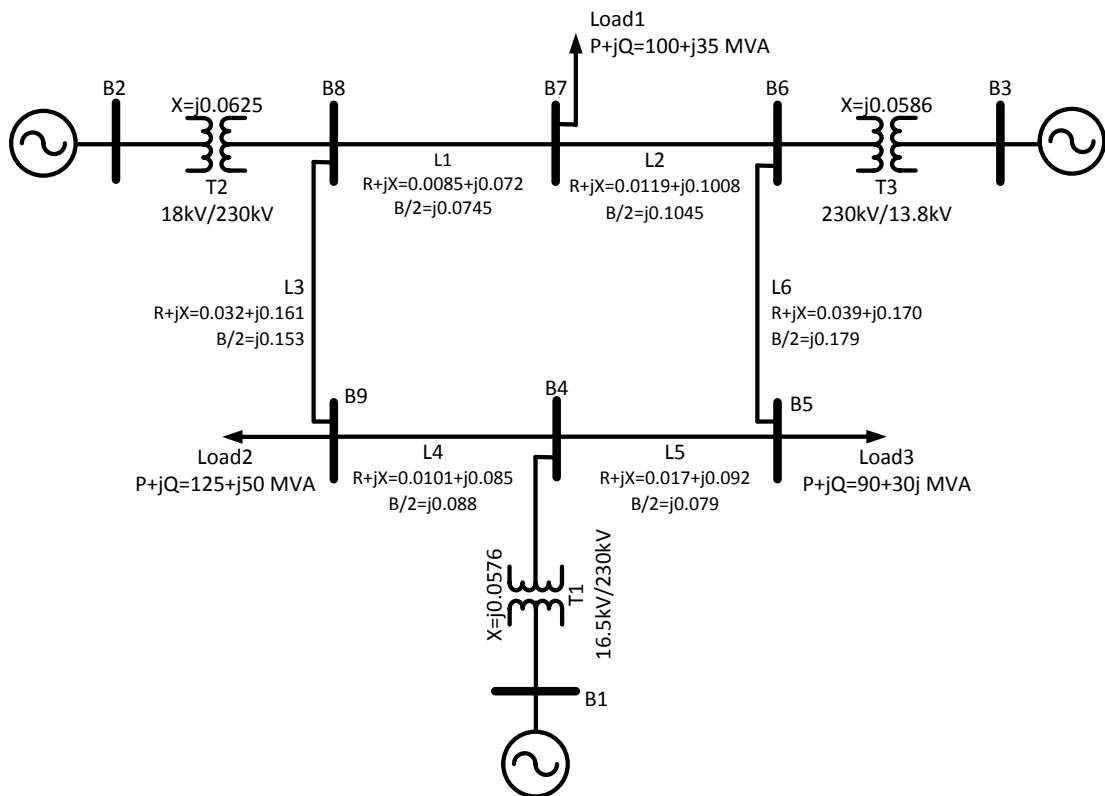 Load1
P+jQ=100+j35 MVA
B2
X=j0.0625
T2
18kV/230kV
B8
B7
B6
X=j0.0586
T3
230kV/13.8kV
B3
L1
R+jX=0.0085+j0.072
B/2=j0.0745
L2
R+jX=0.0119+j0.1008
B/2=j0.1045
L3
R+jX=0.032+j0.161
B/2=j0.153
L6
R+jX=0.039+j0.170
B/2=j0.179
B9
B4
B5
Load2
P+jQ=125+j50 MVA
L4
R+jX=0.0101+j0.085
B/2=j0.088
L5
R+jX=0.017+j0.092
B/2=j0.079
Load3
P+jQ=90+30j MVA
X=j0.0576
T1
16.5kV/230kV
B1